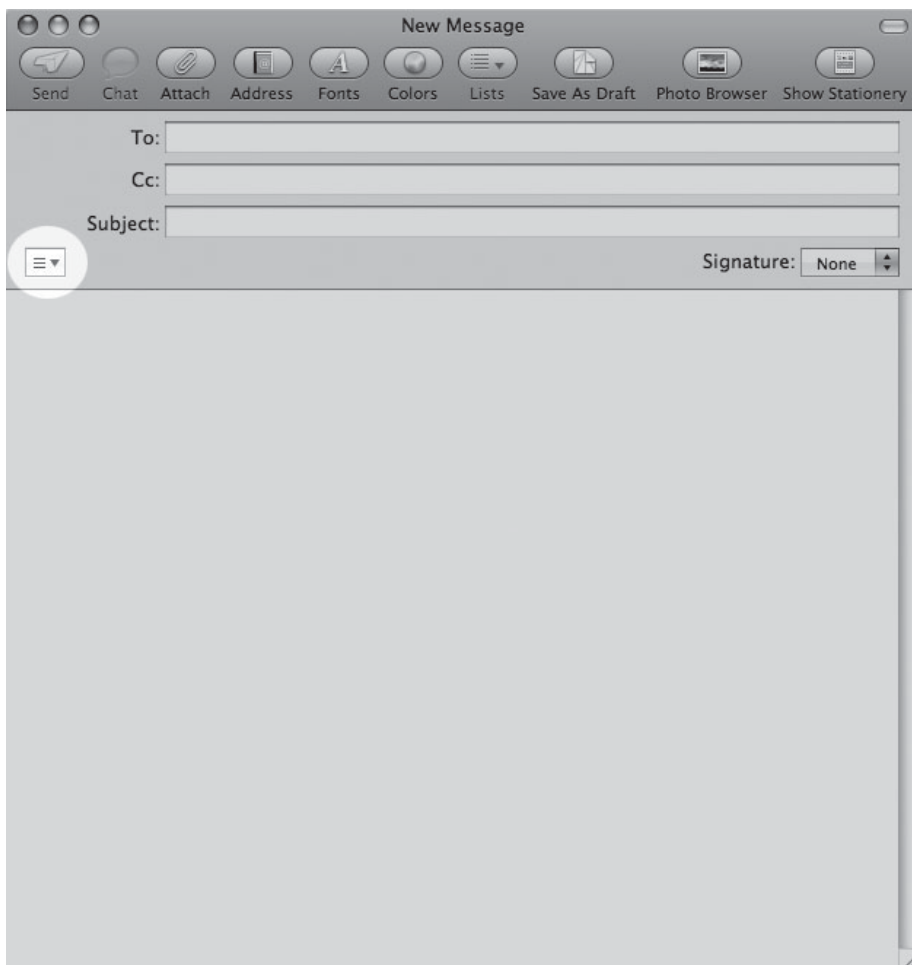 New Message
Send Chat Attach Address Fonts Colors Lists Save As Draft Photo Browser Show Stationery
To:
Cc:
Subject:
Signature: None